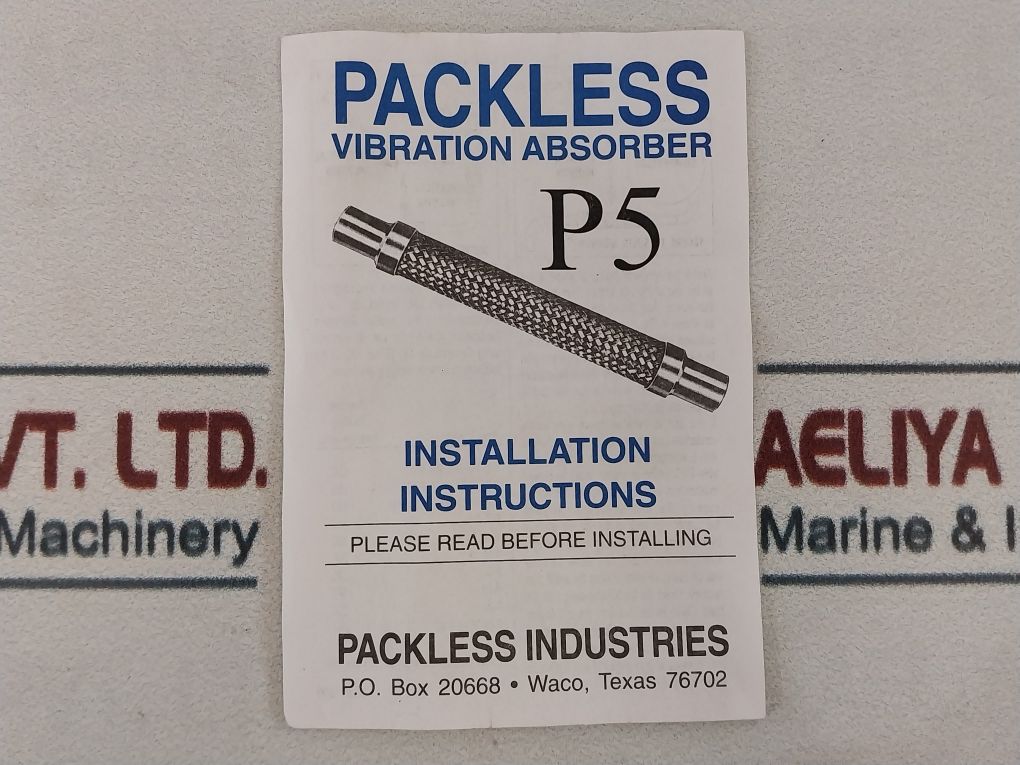 PACKLESS
VIBRATION ABSORBER
P5
INSTALLATION
INSTRUCTIONS
PLEASE READ BEFORE INSTALLING
PACKLESS INDUSTRIES
P.O. Box 20668 • Waco, Texas 76702
VT. LTD.
Machinery
AELIYA
Marine & I